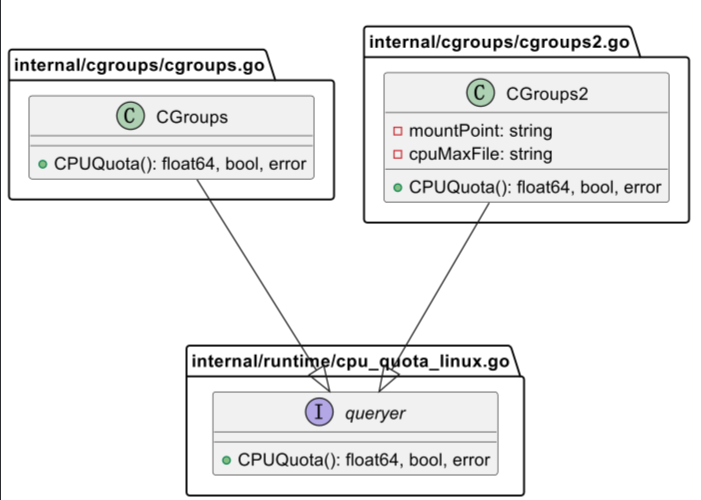 internal/cgroups/cgroups.go
C CGroups
CPUQuota(): float64, bool, error
internal/cgroups/cgroups2.go
C CGroups2
mountPoint: string
cpuMaxFile: string
CPUQuota(): float64, bool, error
internal/runtime/cpu_quota_linux.go
I queryer
CPUQuota(): float64, bool, error